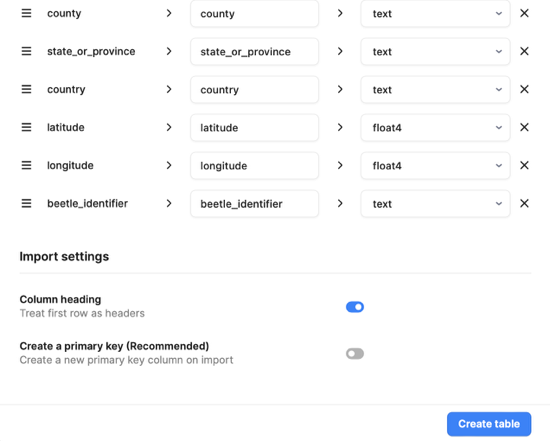 county county text
state_or_province state_or_province text
country country text
latitude latitude float4
longitude longitude float4
beetle_identifier beetle_identifier text
Import settings
Column heading
Treat first row as headers
Create a primary key (Recommended)
Create a new primary key column on import
Create table